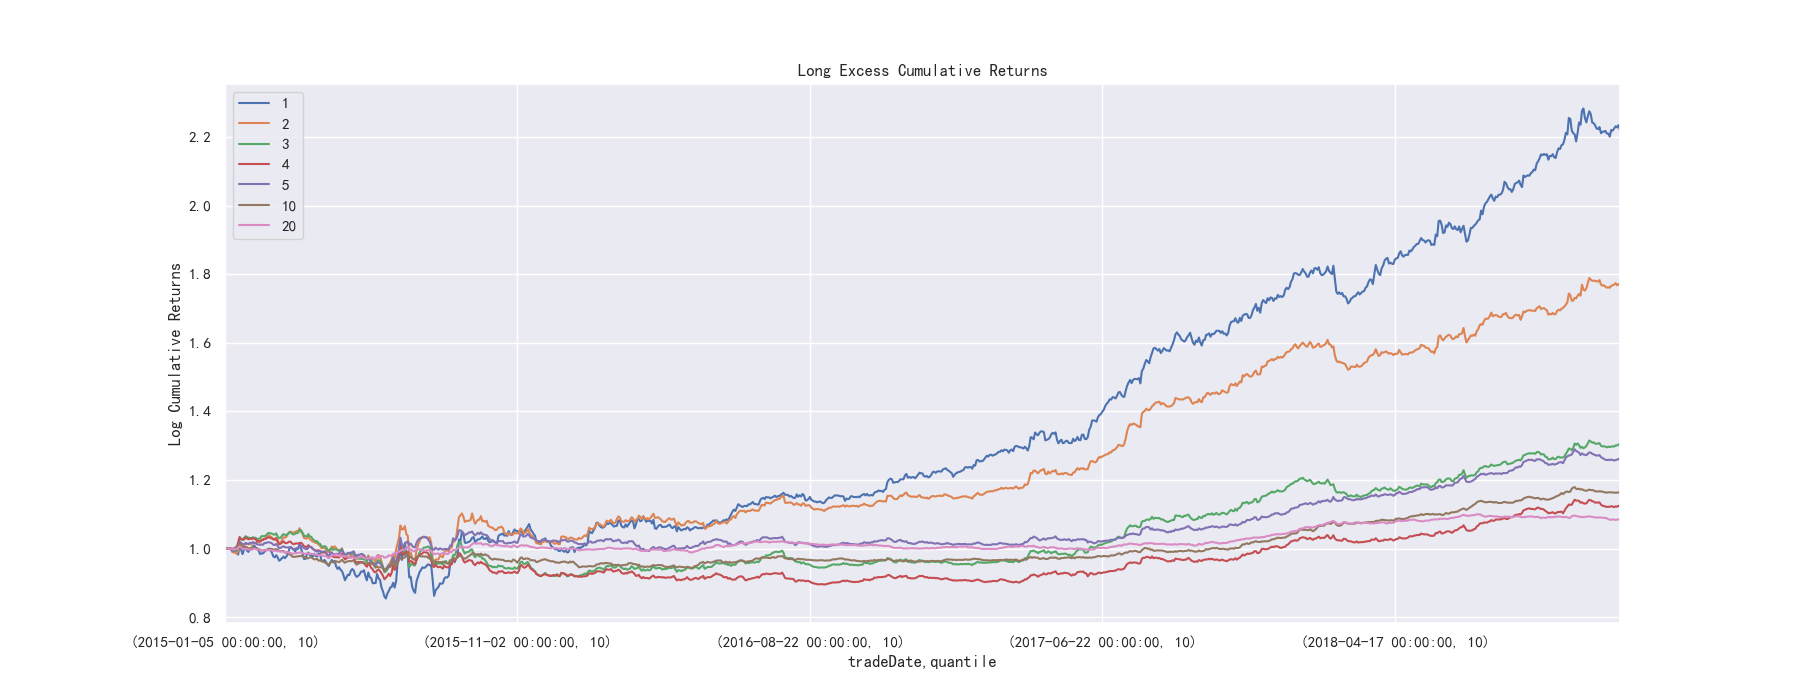 Long Excess Cumulative Returns
1
2
3
4
5
10
20
2.2
2.0
1.8
1.6
1.4
1.2
1.0
0.8
Log Cumulative Returns
(2015-01-05 00:00:00, 10)
(2015-11-02 00:00:00, 10)
(2016-08-22 00:00:00, 10)
(2017-06-22 00:00:00, 10)
(2018-04-17 00:00:00, 10)
tradeDate,quantile